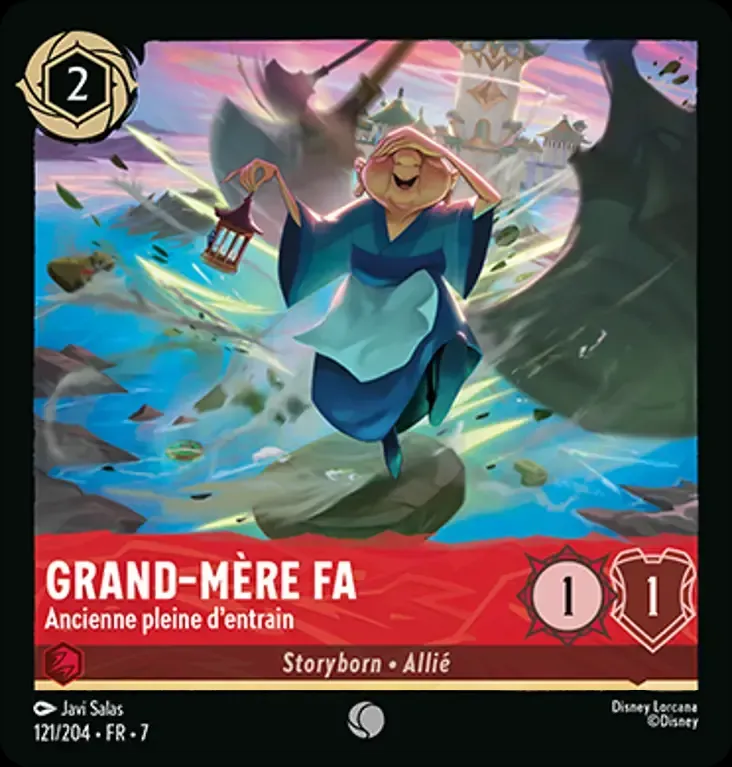 2
GRAND-MÈRE FA
Ancienne pleine d'entrain
1
1
Storyborn • Allié
Javi Salas
Disney Lorcana
121/204 • FR • 7
©Disney